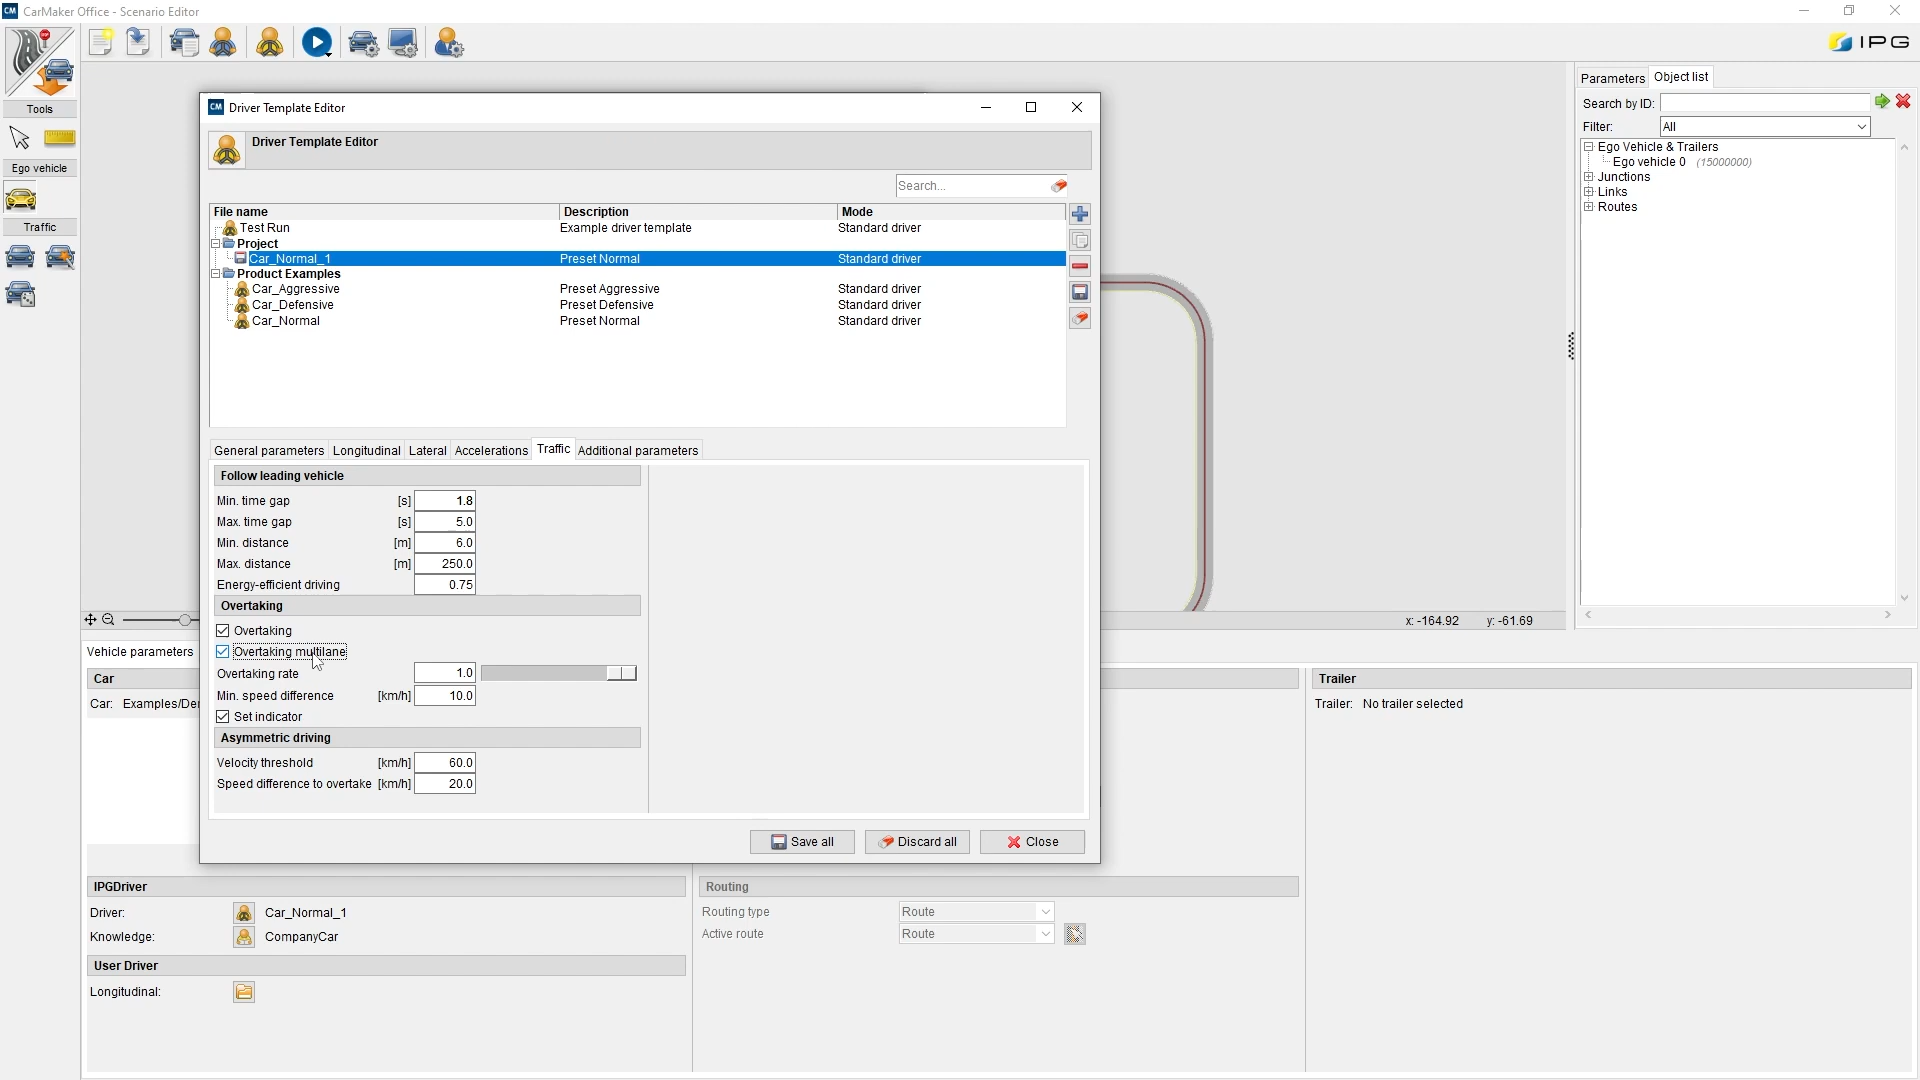 CM CarMaker Office - Scenario Editor
IPG
Tools
Ego vehicle
Traffic
CM Driver Template Editor
Driver Template Editor
Search...
File name Description Mode
Test Run Example driver template Standard driver
Project
Car_Normal_1 Preset Normal Standard driver
Product Examples
Car_Aggressive Preset Aggressive Standard driver
Car_Defensive Preset Defensive Standard driver
Car_Normal Preset Normal Standard driver
General parameters Longitudinal Lateral Accelerations Traffic Additional parameters
Follow leading vehicle
Min. time gap [s] 1.8
Max. time gap [s] 5.0
Min. distance [m] 6.0
Max. distance [m] 250.0
Energy-efficient driving 0.75
Overtaking
Overtaking
Overtaking multilane
Overtaking rate 1.0
Min. speed difference [km/h] 10.0
Set indicator
Asymmetric driving
Velocity threshold [km/h] 60.0
Speed difference to overtake [km/h] 20.0
Save all Discard all Close
Parameters Object list
Search by ID:
Filter: All
Ego Vehicle & Trailers
Ego vehicle 0 (15000000)
Junctions
Links
Routes
x: -164.92 y: -61.69
Vehicle parameters
Car
Car: Examples/De
Trailer
Trailer: No trailer selected
IPGDriver
Driver: Car_Normal_1
Knowledge: CompanyCar
User Driver
Longitudinal:
Routing
Routing type Route
Active route Route